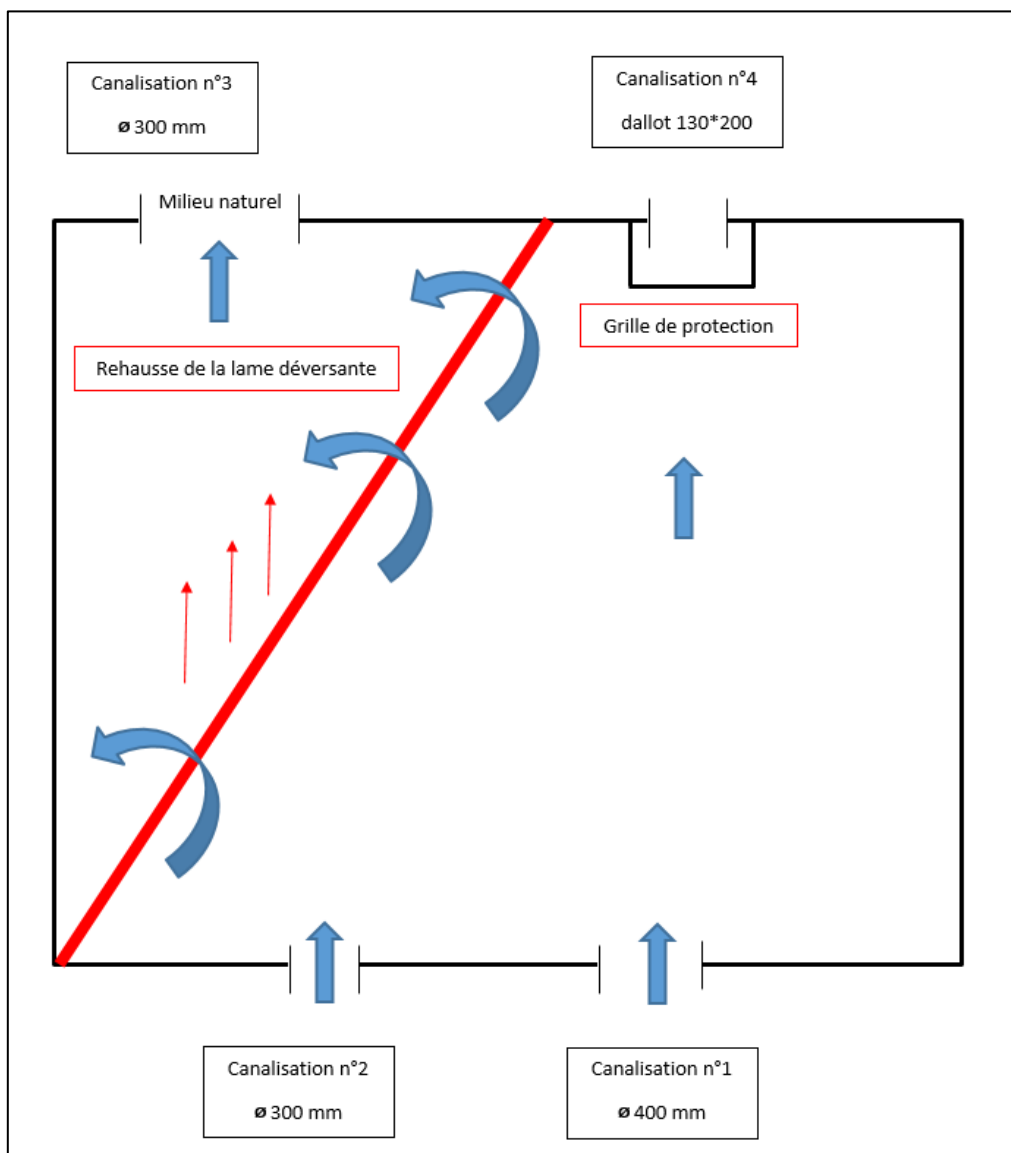 Canalisation n°3
ø 300 mm
Canalisation n°4
dallot 130*200
Milieu naturel
Grille de protection
Rehausse de la lame déversante
Canalisation n°2
ø 300 mm
Canalisation n°1
ø 400 mm